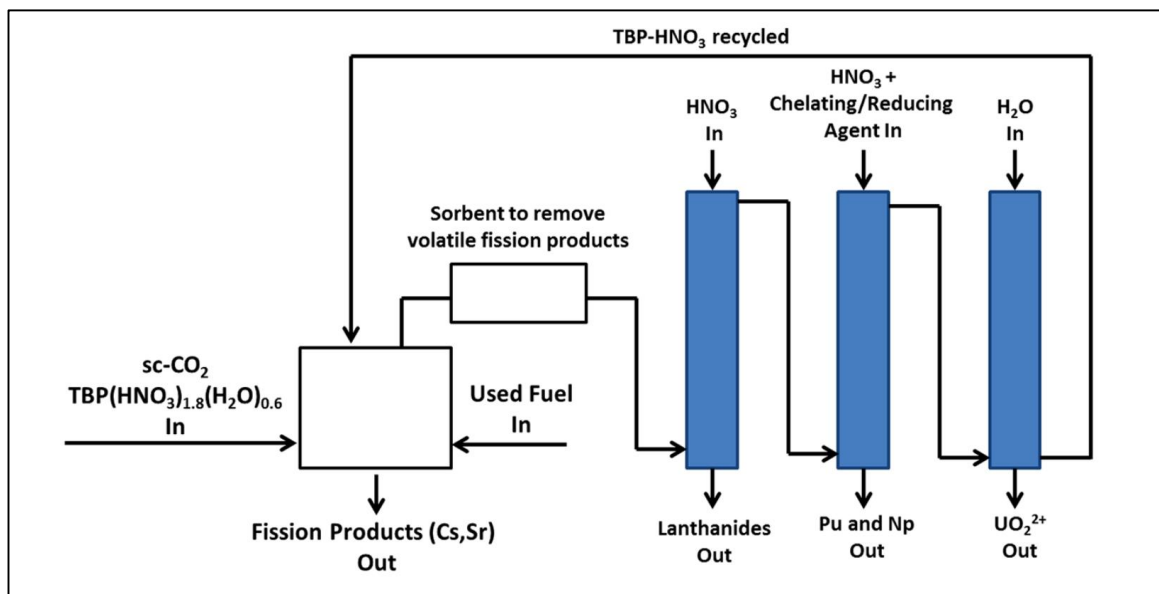 TBP-HNO₃ recycled
HNO₃
In
HNO₃ +
Chelating/Reducing
Agent In
H₂O
In
Sorbent to remove
volatile fission products
sc-CO₂
TBP(HNO₃)₁.₈(H₂O)₀.₆
In
Used Fuel
In
Fission Products (Cs,Sr)
Out
Lanthanides
Out
Pu and Np
Out
UO₂²⁺
Out